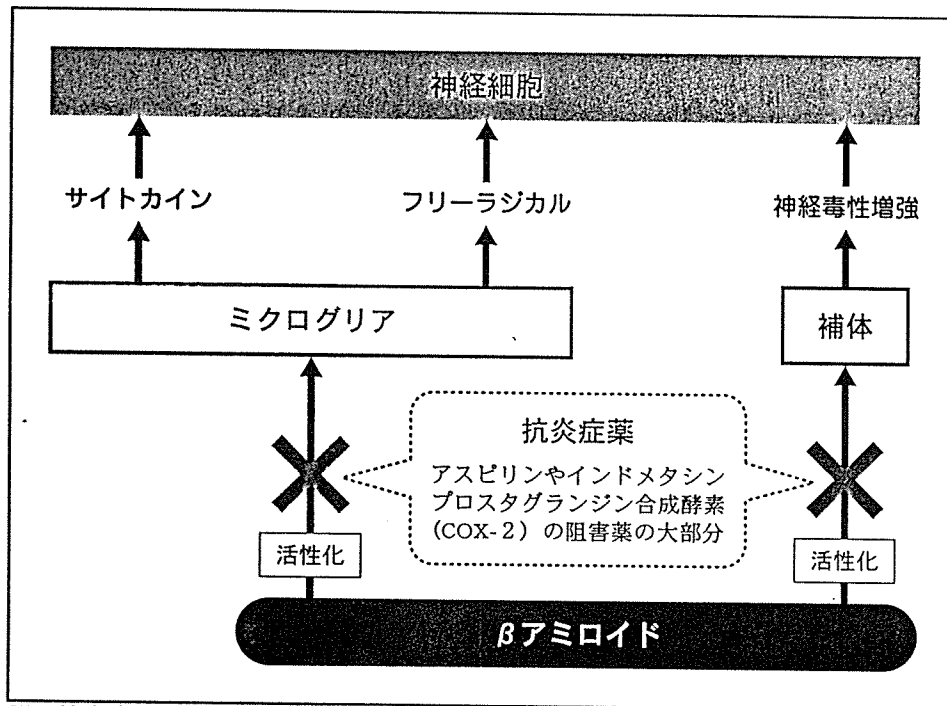 神経細胞
サイトカイン
フリーラジカル
神経毒性増強
ミクログリア
補体
抗炎症薬
アスピリンやインドメタシン
プロスタグランジン合成酵素
(COX-2)の阻害薬の大部分
活性化
活性化
βアミロイド